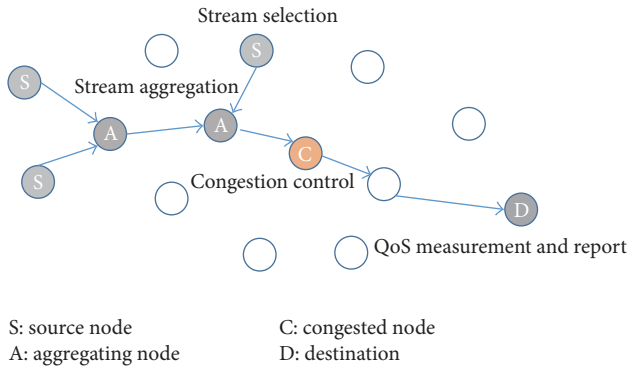 Stream selection
S
S
Stream aggregation
A
A
C
S
Congestion control
D
QoS measurement and report
S: source node
C: congested node
A: aggregating node
D: destination